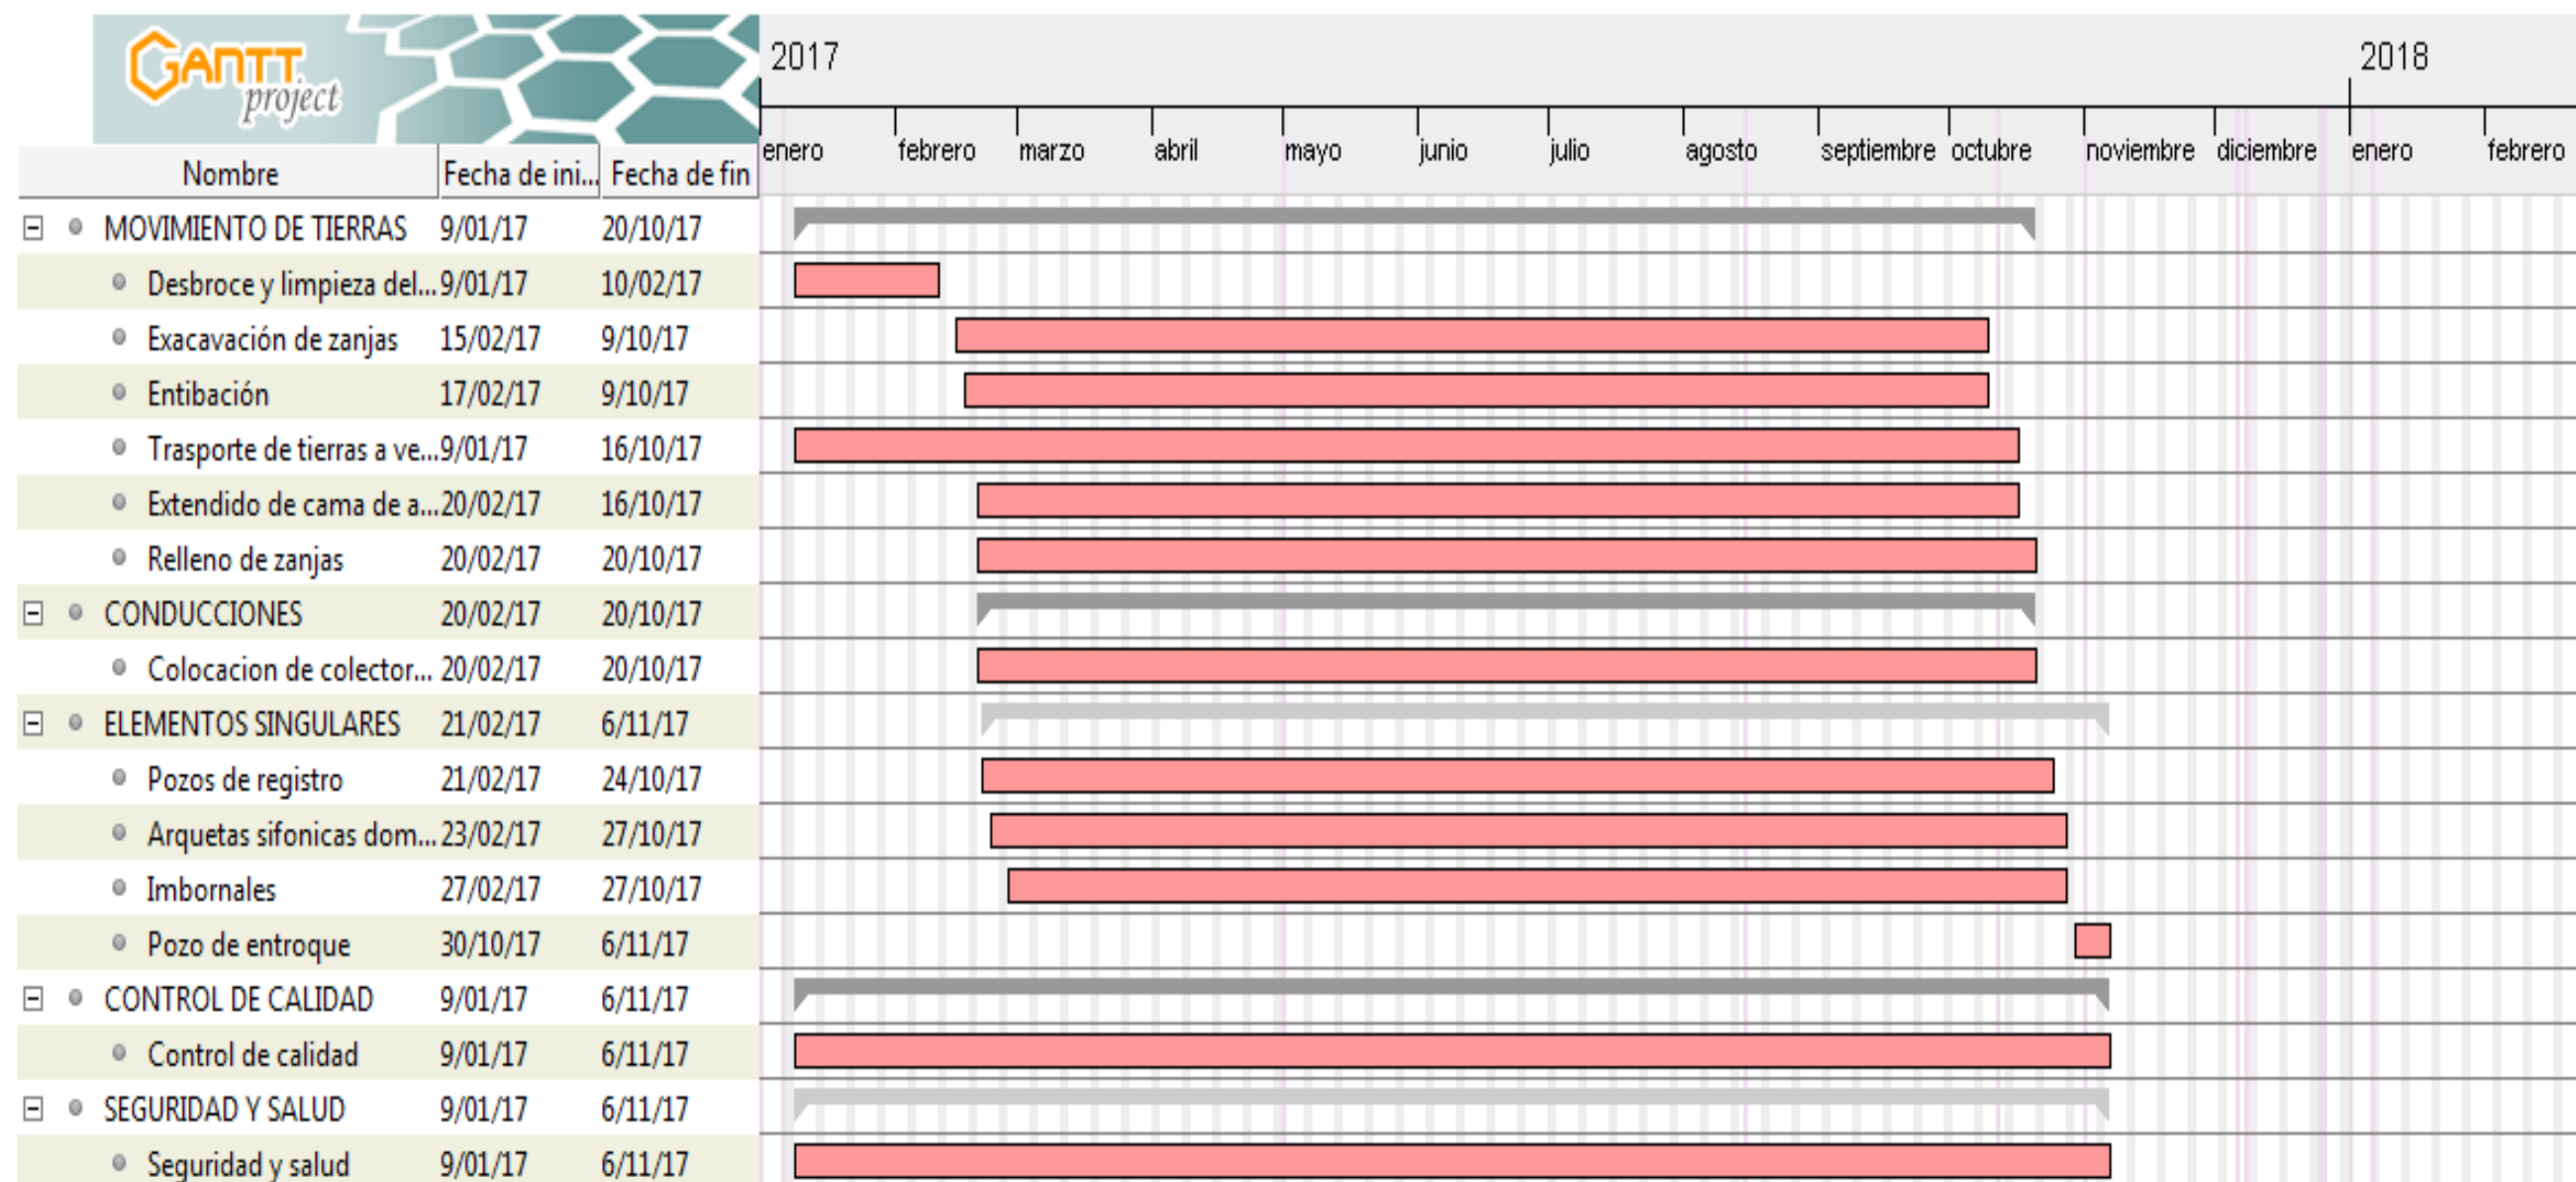 GANTT
project
2017 2018
enero febrero marzo abril mayo junio julio agosto septiembre octubre noviembre diciembre enero febrero
Nombre Fecha de ini... Fecha de fin
MOVIMIENTO DE TIERRAS 9/01/17 20/10/17
Desbroce y limpieza del... 9/01/17 10/02/17
Exacavación de zanjas 15/02/17 9/10/17
Entibación 17/02/17 9/10/17
Trasporte de tierras a ve... 9/01/17 16/10/17
Extendido de cama de a... 20/02/17 16/10/17
Relleno de zanjas 20/02/17 20/10/17
CONDUCCIONES 20/02/17 20/10/17
Colocacion de colector... 20/02/17 20/10/17
ELEMENTOS SINGULARES 21/02/17 6/11/17
Pozos de registro 21/02/17 24/10/17
Arquetas sifonicas dom... 23/02/17 27/10/17
Imbornales 27/02/17 27/10/17
Pozo de entroque 30/10/17 6/11/17
CONTROL DE CALIDAD 9/01/17 6/11/17
Control de calidad 9/01/17 6/11/17
SEGURIDAD Y SALUD 9/01/17 6/11/17
Seguridad y salud 9/01/17 6/11/17